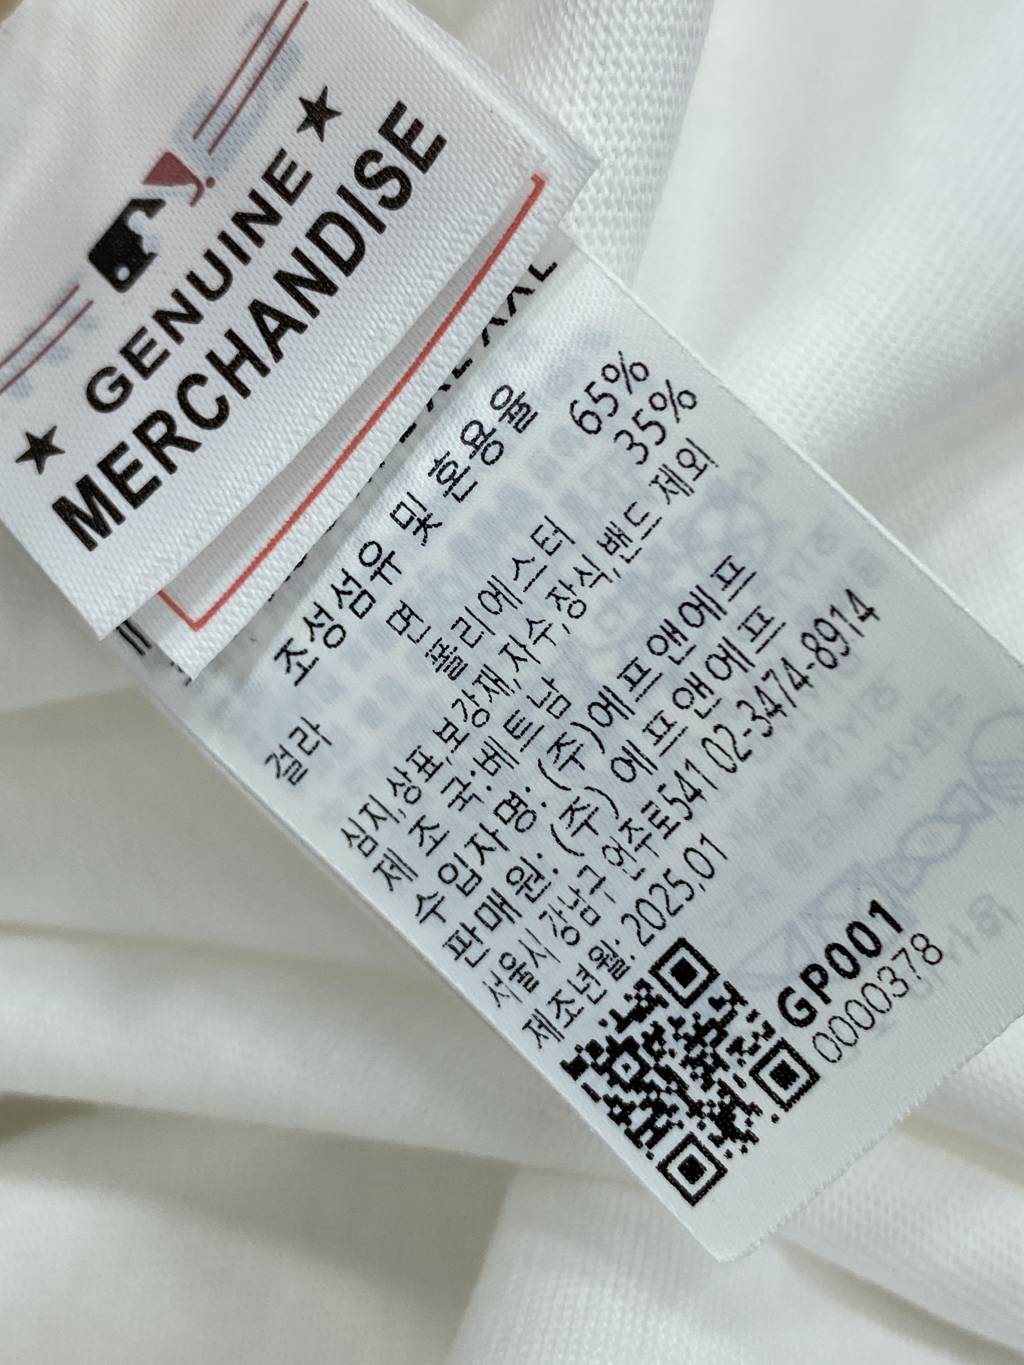 GENUINE
MERCHANDISE
XL XXL
조성섬유 및 혼용율
겉라 면 65%
폴리에스터 35%
심지,상표,보강재,자수,장식,밴드 제외
제 조 국:베트남
수입자명: (주)에프앤에프
판매원: (주) 에프앤에프
서울시 강남구 언주로541 02-3474-8914
제조년월: 2025.01
GP001
0000378